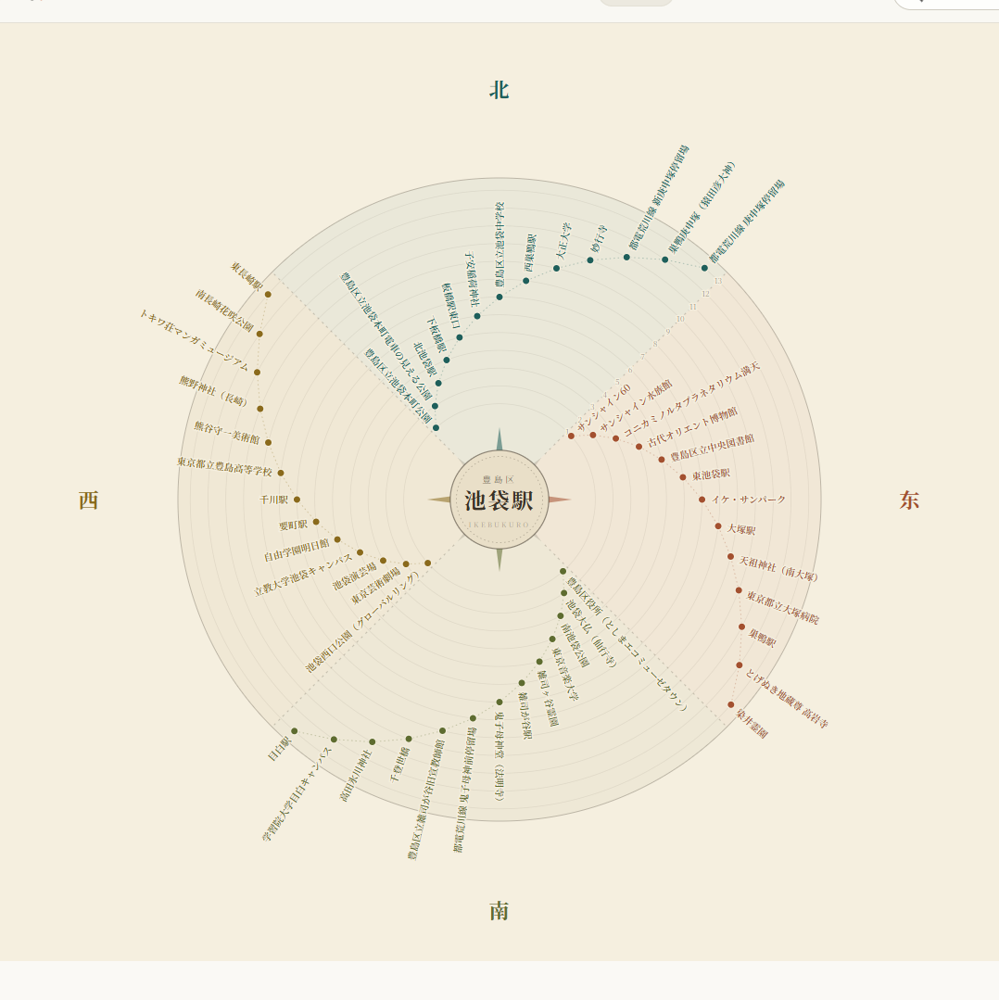 北
豊島区立池袋本町公園
豊島区立池袋本町電車の見える公園
北池袋駅
下板橋駅
板橋駅東口
子安稲荷神社
豊島区立池袋中学校
西巣鴨駅
大正大学
妙行寺
都電荒川線 新庚申塚停留場
巣鴨庚申塚（猿田彦大神）
都電荒川線 庚申塚停留場
13
12
11
10
9
8
7
6
5
4
3
2
1
东
サンシャイン60
サンシャイン水族館
コニカミノルタプラネタリウム満天
古代オリエント博物館
豊島区立中央図書館
東池袋駅
イケ・サンパーク
大塚駅
天祖神社（南大塚）
東京都立大塚病院
巣鴨駅
とげぬき地蔵尊 高岩寺
染井霊園
豊島区
池袋駅
IKEBUKURO
西
東長崎駅
南長崎花咲公園
トキワ荘マンガミュージアム
熊野神社（長崎）
熊谷守一美術館
東京都立豊島高等学校
千川駅
要町駅
自由学園明日館
立教大学池袋キャンパス
池袋演芸場
東京芸術劇場
池袋西口公園（グローバルリング）
豊島区役所（としまエコミューゼタウン）
池袋大仏（仙行寺）
南池袋公園
東京音楽大学
雑司ヶ谷霊園
雑司が谷駅
鬼子母神堂（法明寺）
都電荒川線 鬼子母神前停留場
豊島区立雑司が谷旧宣教師館
千登世橋
高田氷川神社
学習院大学目白キャンパス
目白駅
南